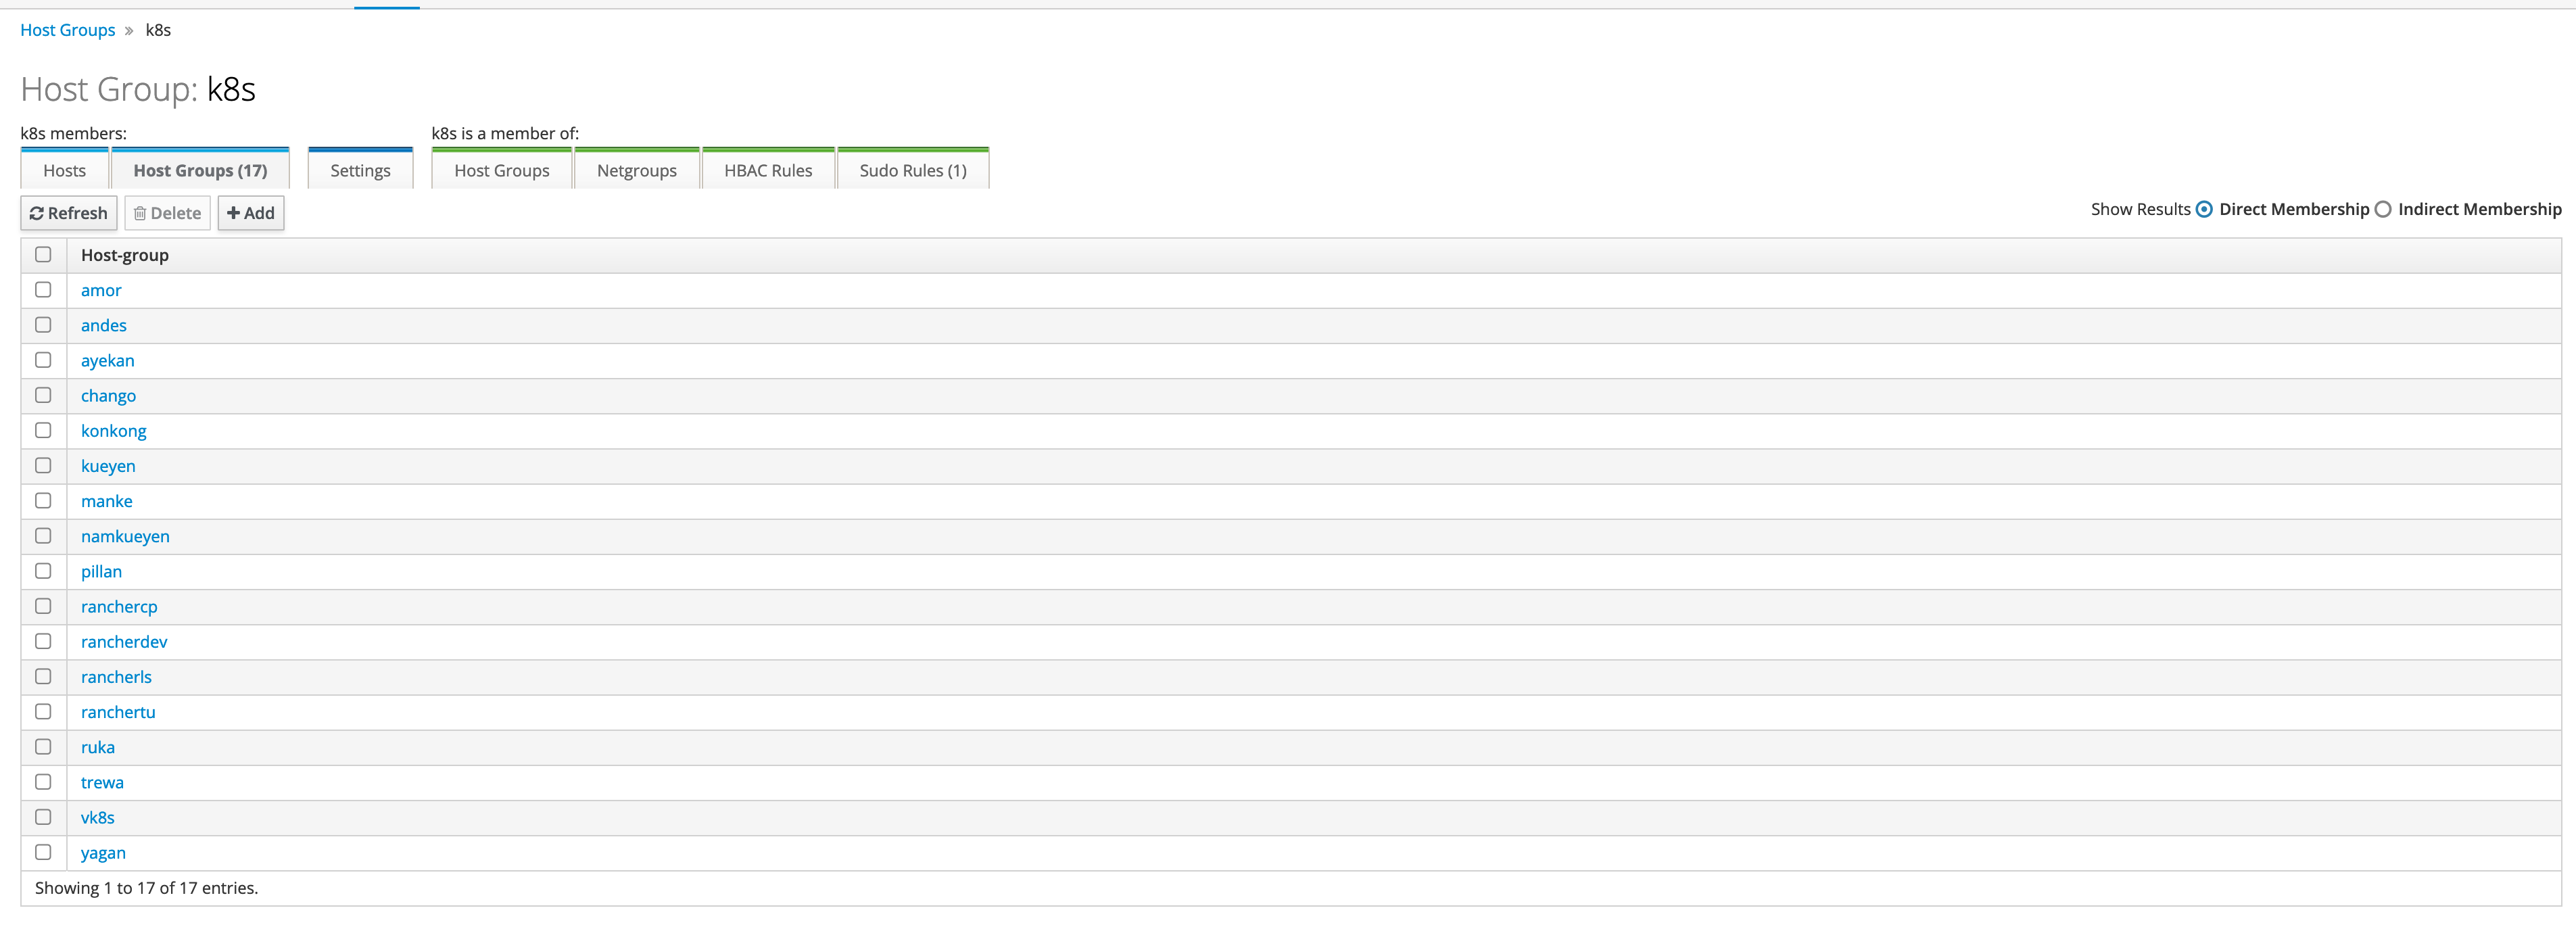 Host Groups » k8s
Host Group: k8s
k8s members:
k8s is a member of:
Hosts
Host Groups (17)
Settings
Host Groups
Netgroups
HBAC Rules
Sudo Rules (1)
Refresh
Delete
Add
Show Results Direct Membership Indirect Membership
Host-group
amor
andes
ayekan
chango
konkong
kueyen
manke
namkueyen
pillan
ranchercp
rancherdev
rancherls
ranchertu
ruka
trewa
vk8s
yagan
Showing 1 to 17 of 17 entries.